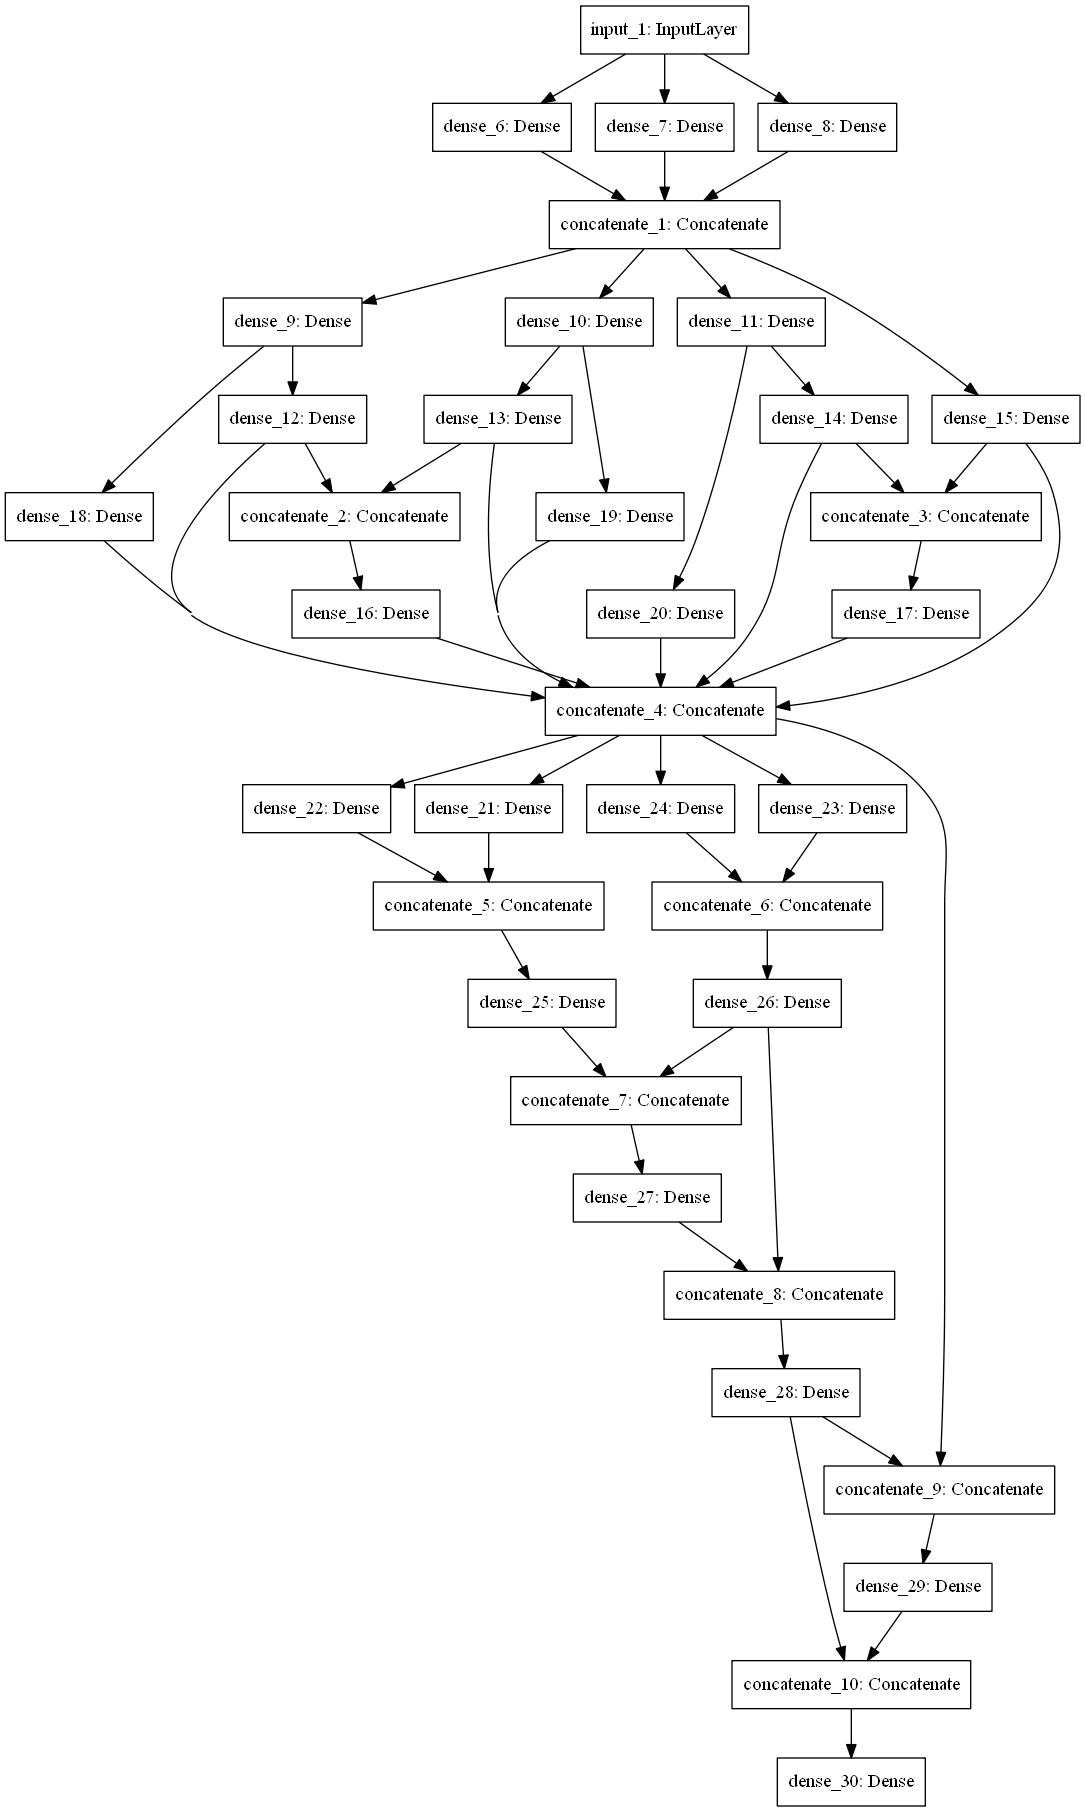 input_1: InputLayer
dense_6: Dense
dense_7: Dense
dense_8: Dense
concatenate_1: Concatenate
dense_9: Dense
dense_10: Dense
dense_11: Dense
dense_12: Dense
dense_13: Dense
dense_14: Dense
dense_15: Dense
dense_18: Dense
concatenate_2: Concatenate
dense_19: Dense
concatenate_3: Concatenate
dense_16: Dense
dense_20: Dense
dense_17: Dense
concatenate_4: Concatenate
dense_22: Dense
dense_21: Dense
dense_24: Dense
dense_23: Dense
concatenate_5: Concatenate
concatenate_6: Concatenate
dense_25: Dense
dense_26: Dense
concatenate_7: Concatenate
dense_27: Dense
concatenate_8: Concatenate
dense_28: Dense
concatenate_9: Concatenate
dense_29: Dense
concatenate_10: Concatenate
dense_30: Dense